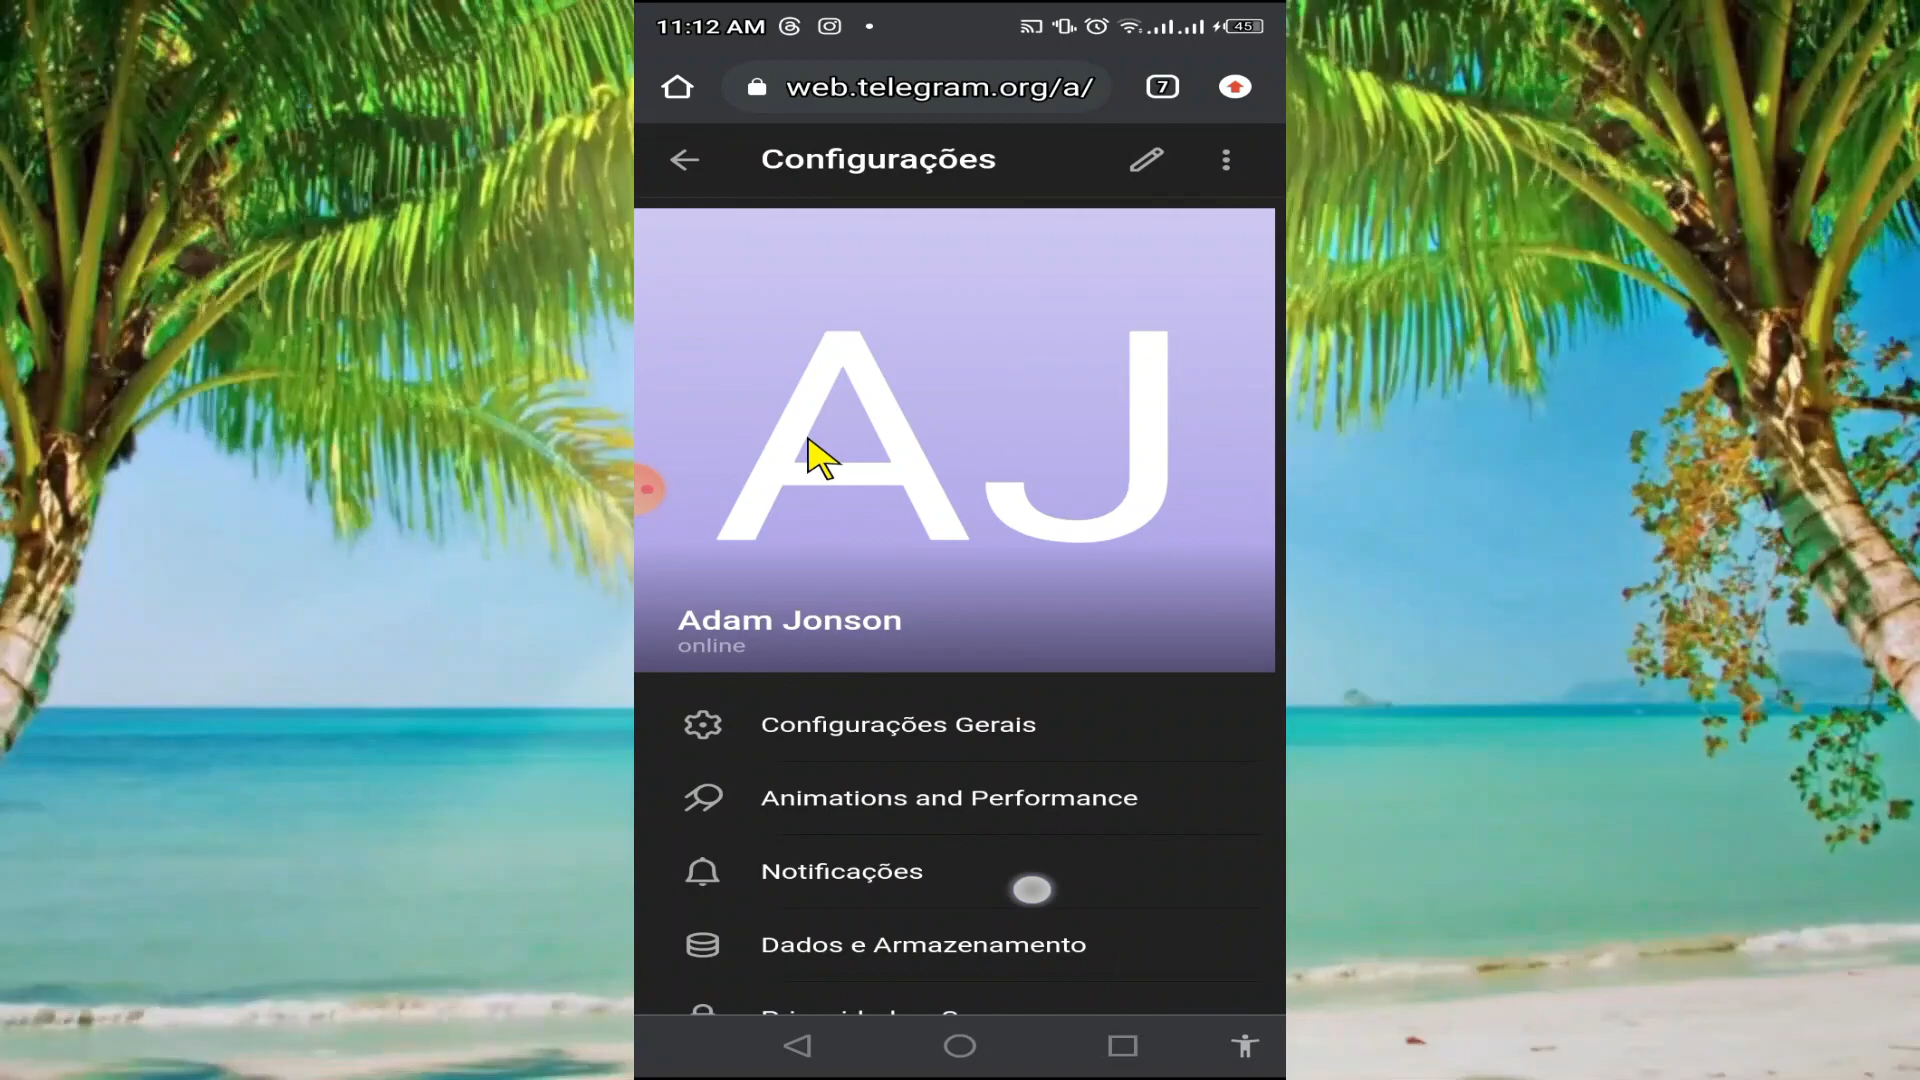 11:12 AM
45
web.telegram.org/a/
7
Configurações
AJ
Adam Jonson
online
Configurações Gerais
Animations and Performance
Notificações
Dados e Armazenamento